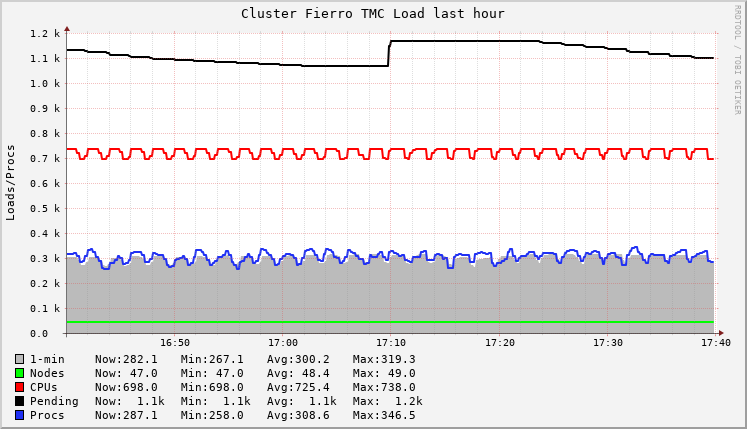 Cluster Fierro TMC Load last hour
RRDTOOL / TOBI OETIKER
Loads/Procs
1.2 k
1.1 k
1.0 k
0.9 k
0.8 k
0.7 k
0.6 k
0.5 k
0.4 k
0.3 k
0.2 k
0.1 k
0.0
16:50 17:00 17:10 17:20 17:30 17:40
1-min Now:282.1 Min:267.1 Avg:300.2 Max:319.3
Nodes Now: 47.0 Min: 47.0 Avg: 48.4 Max: 49.0
CPUs Now:698.0 Min:698.0 Avg:725.4 Max:738.0
Pending Now: 1.1k Min: 1.1k Avg: 1.1k Max: 1.2k
Procs Now:287.1 Min:258.0 Avg:308.6 Max:346.5